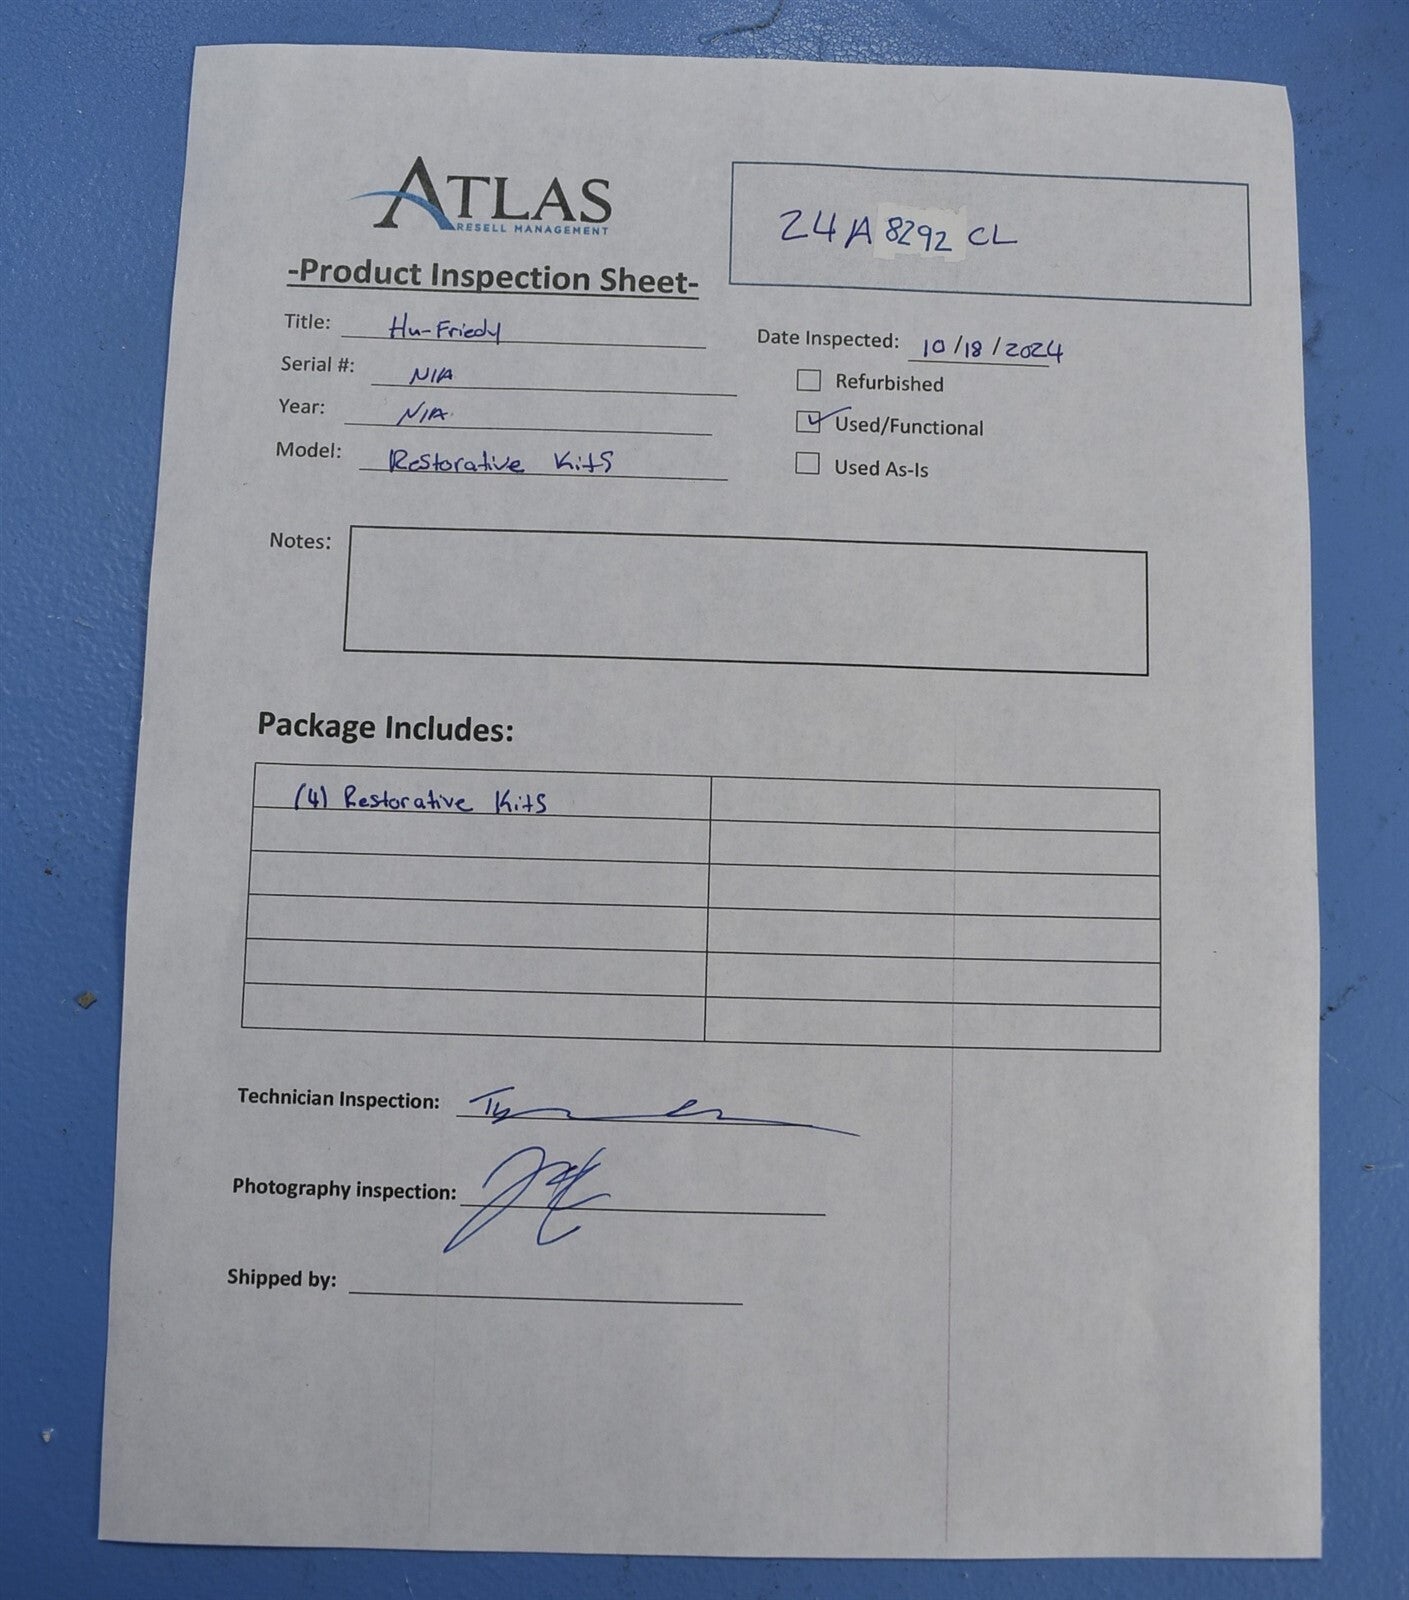 ATLAS
RESELL MANAGEMENT
24A 8292 CL
-Product Inspection Sheet-
Title: Hu-Friedy
Date Inspected: 10/18/2024
Serial #: N/A
Refurbished
Year: N/A
Used/Functional
Model: Restorative Kits
Used As-Is
Notes:
Package Includes:
(4) Restorative Kits
Technician Inspection:
Photography inspection:
Shipped by: